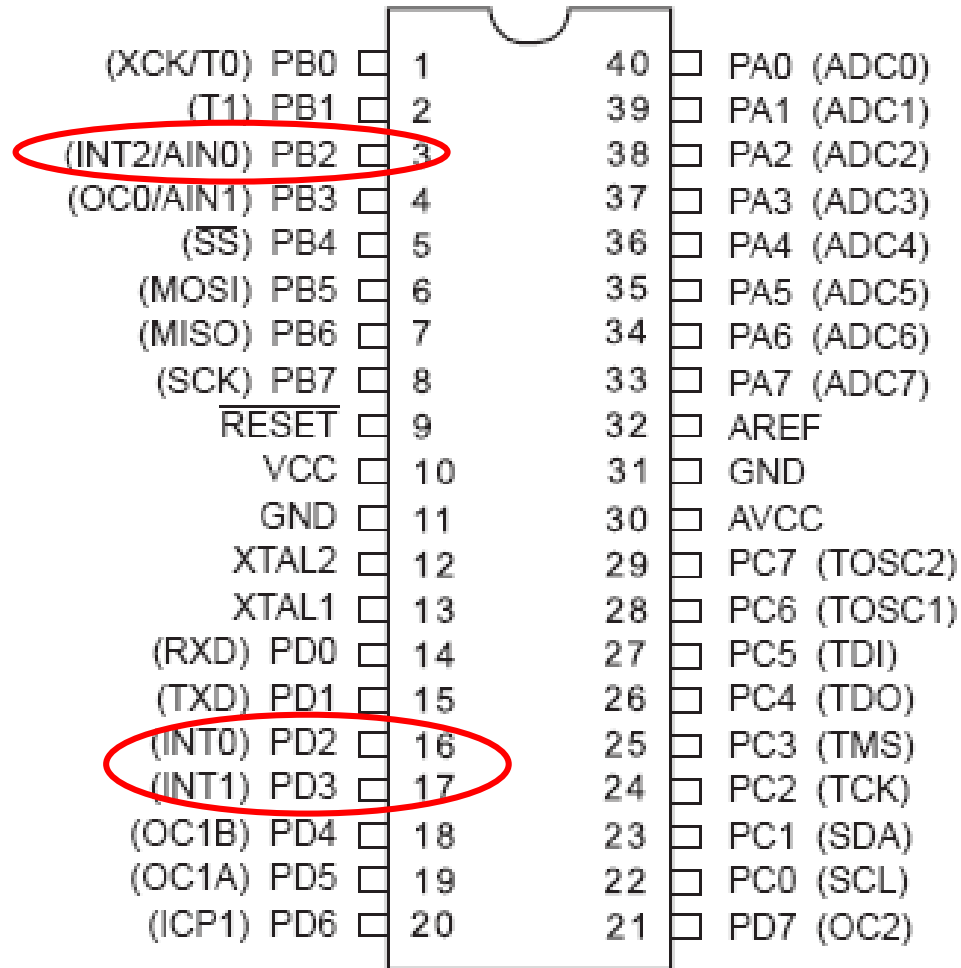 (XCK/T0) PB0 1 40 PA0 (ADC0)
(T1) PB1 2 39 PA1 (ADC1)
(INT2/AIN0) PB2 3 38 PA2 (ADC2)
(OC0/AIN1) PB3 4 37 PA3 (ADC3)
(S̅S̅) PB4 5 36 PA4 (ADC4)
(MOSI) PB5 6 35 PA5 (ADC5)
(MISO) PB6 7 34 PA6 (ADC6)
(SCK) PB7 8 33 PA7 (ADC7)
R̅E̅S̅E̅T̅ 9 32 AREF
VCC 10 31 GND
GND 11 30 AVCC
XTAL2 12 29 PC7 (TOSC2)
XTAL1 13 28 PC6 (TOSC1)
(RXD) PD0 14 27 PC5 (TDI)
(TXD) PD1 15 26 PC4 (TDO)
(INT0) PD2 16 25 PC3 (TMS)
(INT1) PD3 17 24 PC2 (TCK)
(OC1B) PD4 18 23 PC1 (SDA)
(OC1A) PD5 19 22 PC0 (SCL)
(ICP1) PD6 20 21 PD7 (OC2)